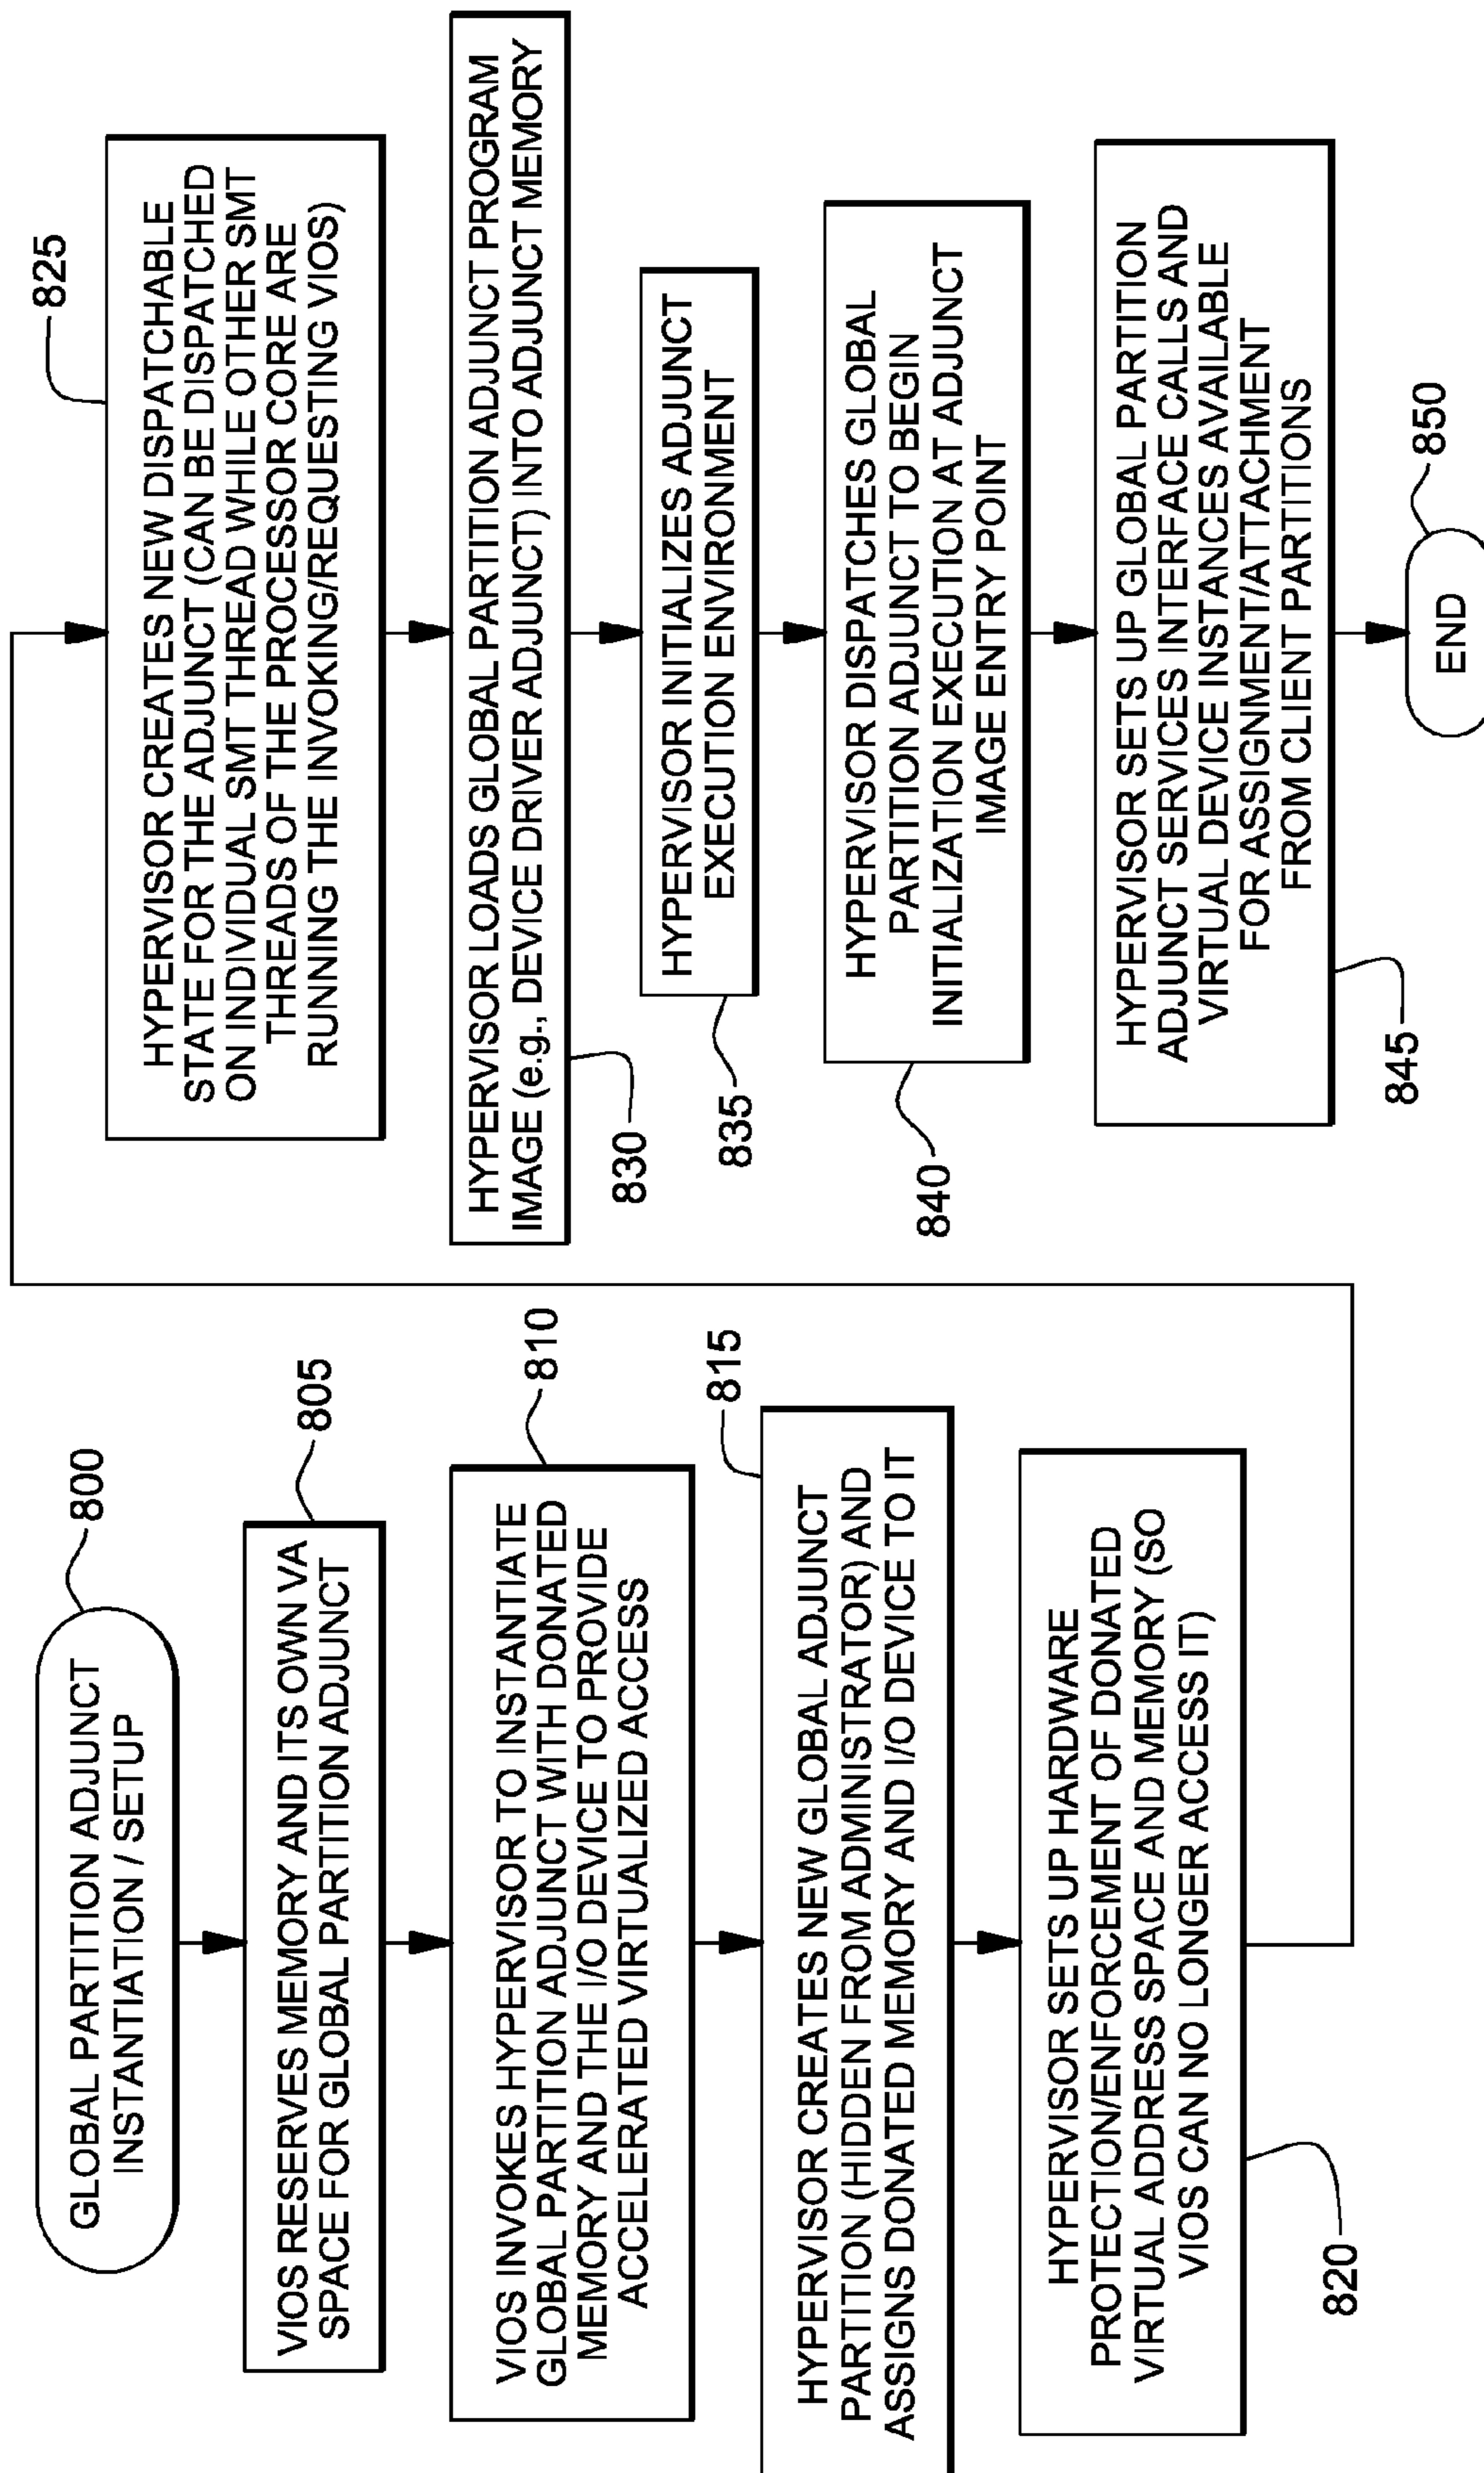 GLOBAL PARTITION ADJUNCT
INSTANTIATION / SETUP
800
VIOS RESERVES MEMORY AND ITS OWN VA
SPACE FOR GLOBAL PARTITION ADJUNCT
805
VIOS INVOKES HYPERVISOR TO INSTANTIATE
GLOBAL PARTITION ADJUNCT WITH DONATED
MEMORY AND THE I/O DEVICE TO PROVIDE
ACCELERATED VIRTUALIZED ACCESS
810
HYPERVISOR CREATES NEW GLOBAL ADJUNCT
PARTITION (HIDDEN FROM ADMINISTRATOR) AND
ASSIGNS DONATED MEMORY AND I/O DEVICE TO IT
815
HYPERVISOR SETS UP HARDWARE
PROTECTION/ENFORCEMENT OF DONATED
VIRTUAL ADDRESS SPACE AND MEMORY (SO
VIOS CAN NO LONGER ACCESS IT)
820
HYPERVISOR CREATES NEW DISPATCHABLE
STATE FOR THE ADJUNCT (CAN BE DISPATCHED
ON INDIVIDUAL SMT THREAD WHILE OTHER SMT
THREADS OF THE PROCESSOR CORE ARE
RUNNING THE INVOKING/REQUESTING VIOS)
825
HYPERVISOR LOADS GLOBAL PARTITION ADJUNCT PROGRAM
IMAGE (e.g., DEVICE DRIVER ADJUNCT) INTO ADJUNCT MEMORY
830
HYPERVISOR INITIALIZES ADJUNCT
EXECUTION ENVIRONMENT
835
HYPERVISOR DISPATCHES GLOBAL
PARTITION ADJUNCT TO BEGIN
INITIALIZATION EXECUTION AT ADJUNCT
IMAGE ENTRY POINT
840
HYPERVISOR SETS UP GLOBAL PARTITION
ADJUNCT SERVICES INTERFACE CALLS AND
VIRTUAL DEVICE INSTANCES AVAILABLE
FOR ASSIGNMENT/ATTACHMENT
FROM CLIENT PARTITIONS
845
END
850